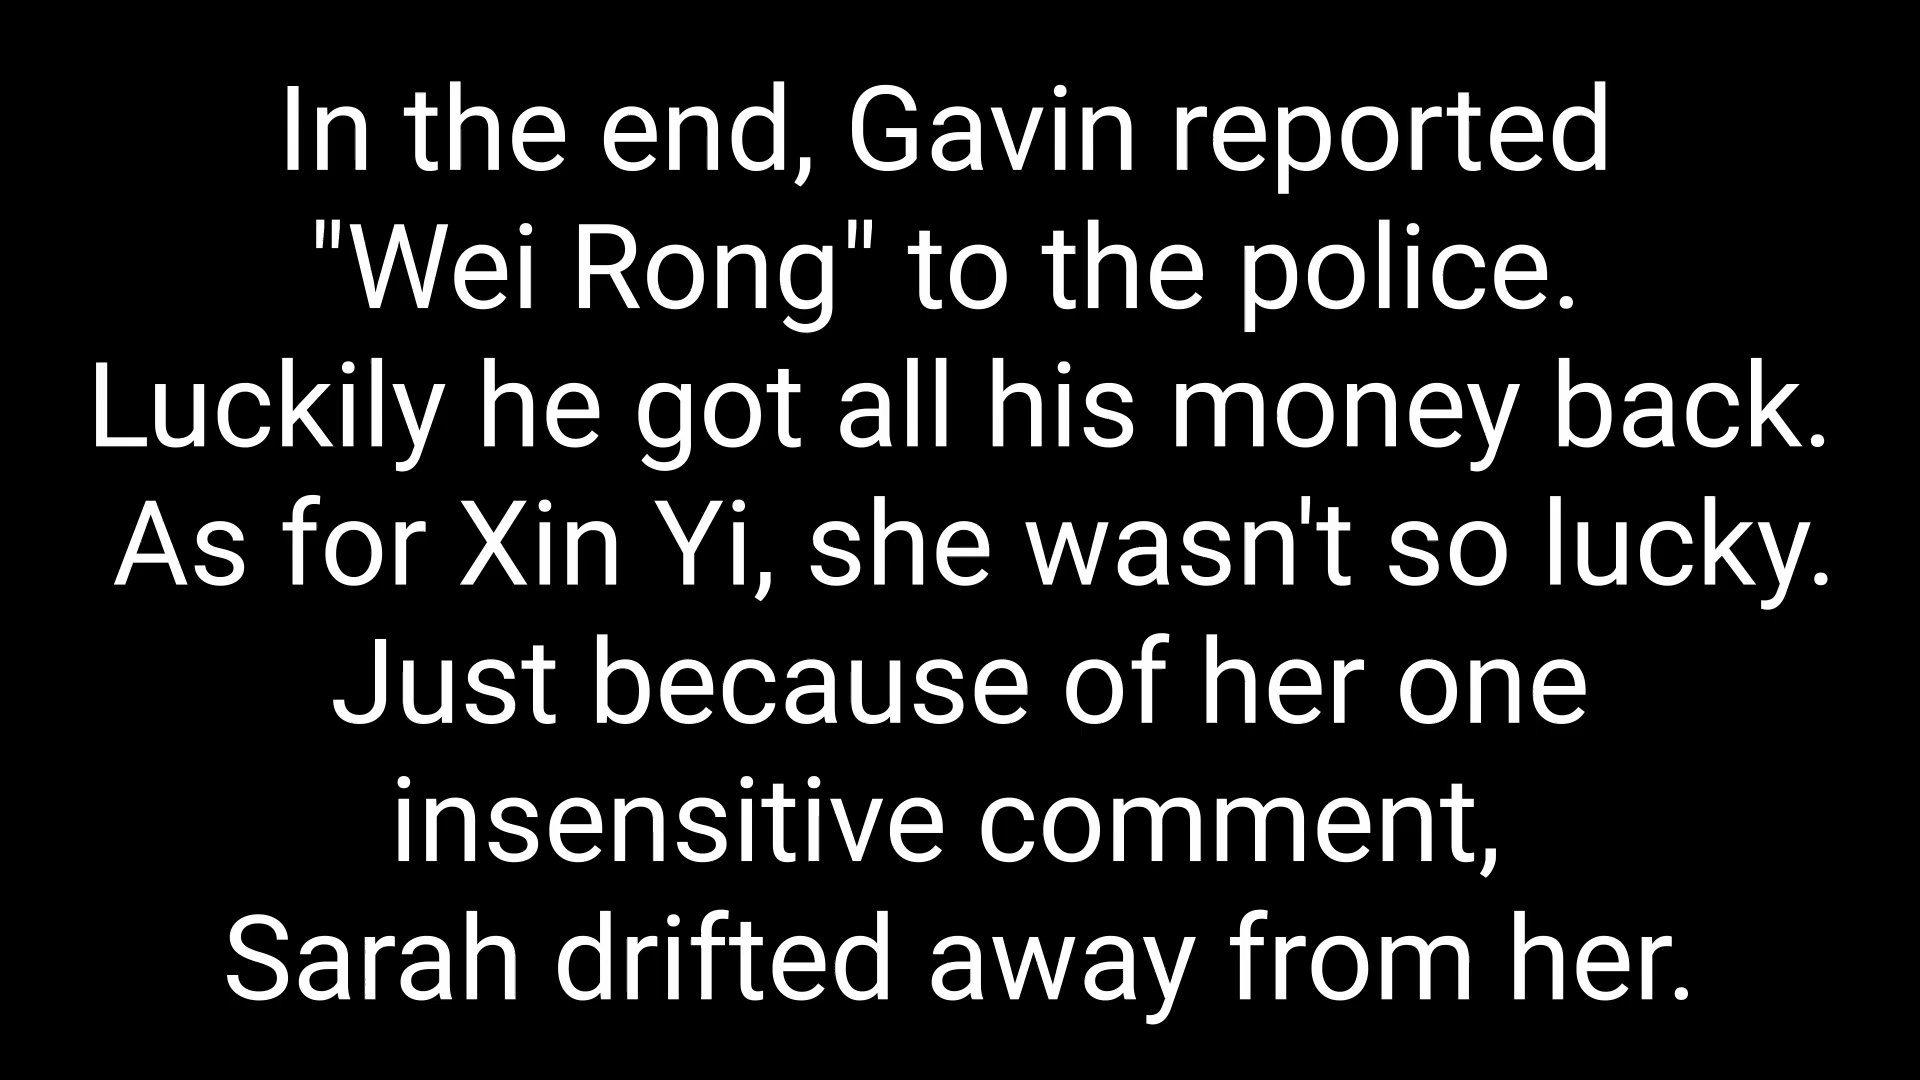 In the end, Gavin reported
"Wei Rong" to the police.
Luckily he got all his money back.
As for Xin Yi, she wasn't so lucky.
Just because of her one
insensitive comment,
Sarah drifted away from her.